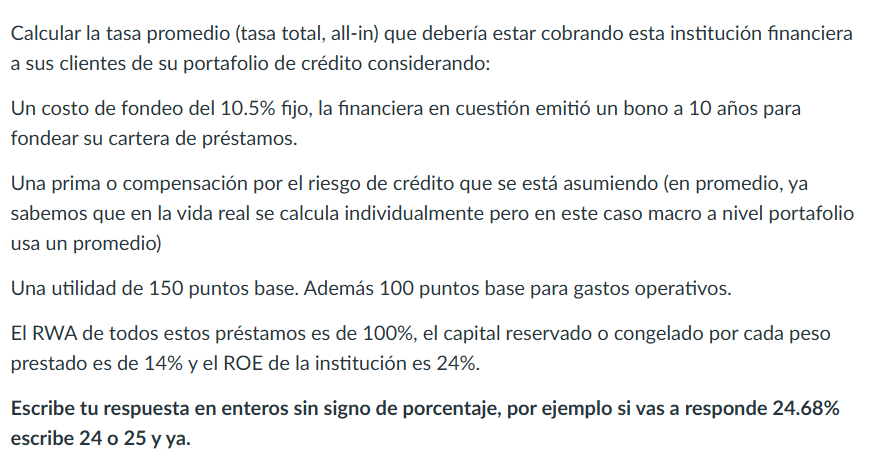 Calcular la tasa promedio (tasa total, all-in) que debería estar cobrando esta institución financiera
a sus clientes de su portafolio de crédito considerando:
Un costo de fondeo del 10.5% fijo, la financiera en cuestión emitió un bono a 10 años para
fondear su cartera de préstamos.
Una prima o compensación por el riesgo de crédito que se está asumiendo (en promedio, ya
sabemos que en la vida real se calcula individualmente pero en este caso macro a nivel portafolio
usa un promedio)
Una utilidad de 150 puntos base. Además 100 puntos base para gastos operativos.
El RWA de todos estos préstamos es de 100%, el capital reservado o congelado por cada peso
prestado es de 14% y el ROE de la institución es 24%.
Escribe tu respuesta en enteros sin signo de porcentaje, por ejemplo si vas a responde 24.68%
escribe 24 o 25 y ya.